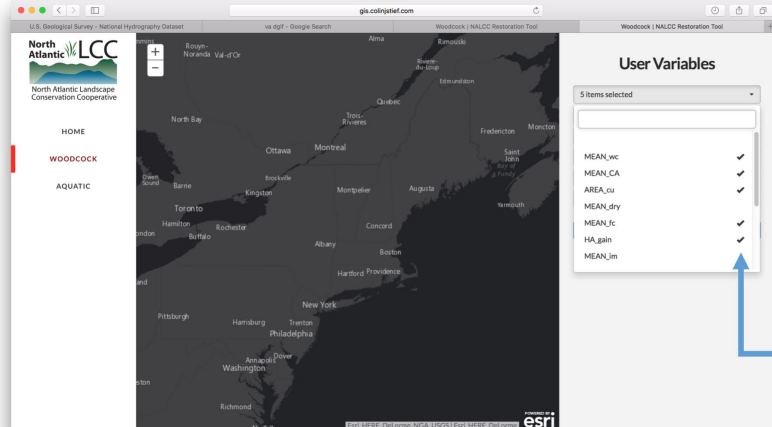 gis.colinjstief.com
U.S. Geological Survey - National Hydrography Dataset
va dgif - Google Search
Woodcock | NALCC Restoration Tool
Woodcock | NALCC Restoration Tool
North
Atlantic LCC
North Atlantic Landscape
Conservation Cooperative
HOME
WOODCOCK
AQUATIC
+
−
Rouyn-
Noranda
Val-d'Or
Alma
Rimouski
Riviere-
du-Loup
Edmundston
Quebec
North Bay
Trois-
Rivieres
Fredericton
Moncton
Ottawa
Montreal
Saint
John
Bay of
Fundy
Owen
Sound
Barrie
Brockville
Kingston
Montpelier
Augusta
Yarmouth
Toronto
Hamilton
Rochester
Buffalo
Concord
Albany
Boston
Hartford
Providence
New York
Pittsburgh
Harrisburg
Trenton
Philadelphia
Annapolis
Dover
Washington
Richmond
Esri, HERE, DeLorme, NGA, USGS | Esri, HERE, DeLorme
POWERED BY
esri
User Variables
5 items selected
MEAN_wc
MEAN_CA
AREA_cu
MEAN_dry
MEAN_fc
HA_gain
MEAN_im